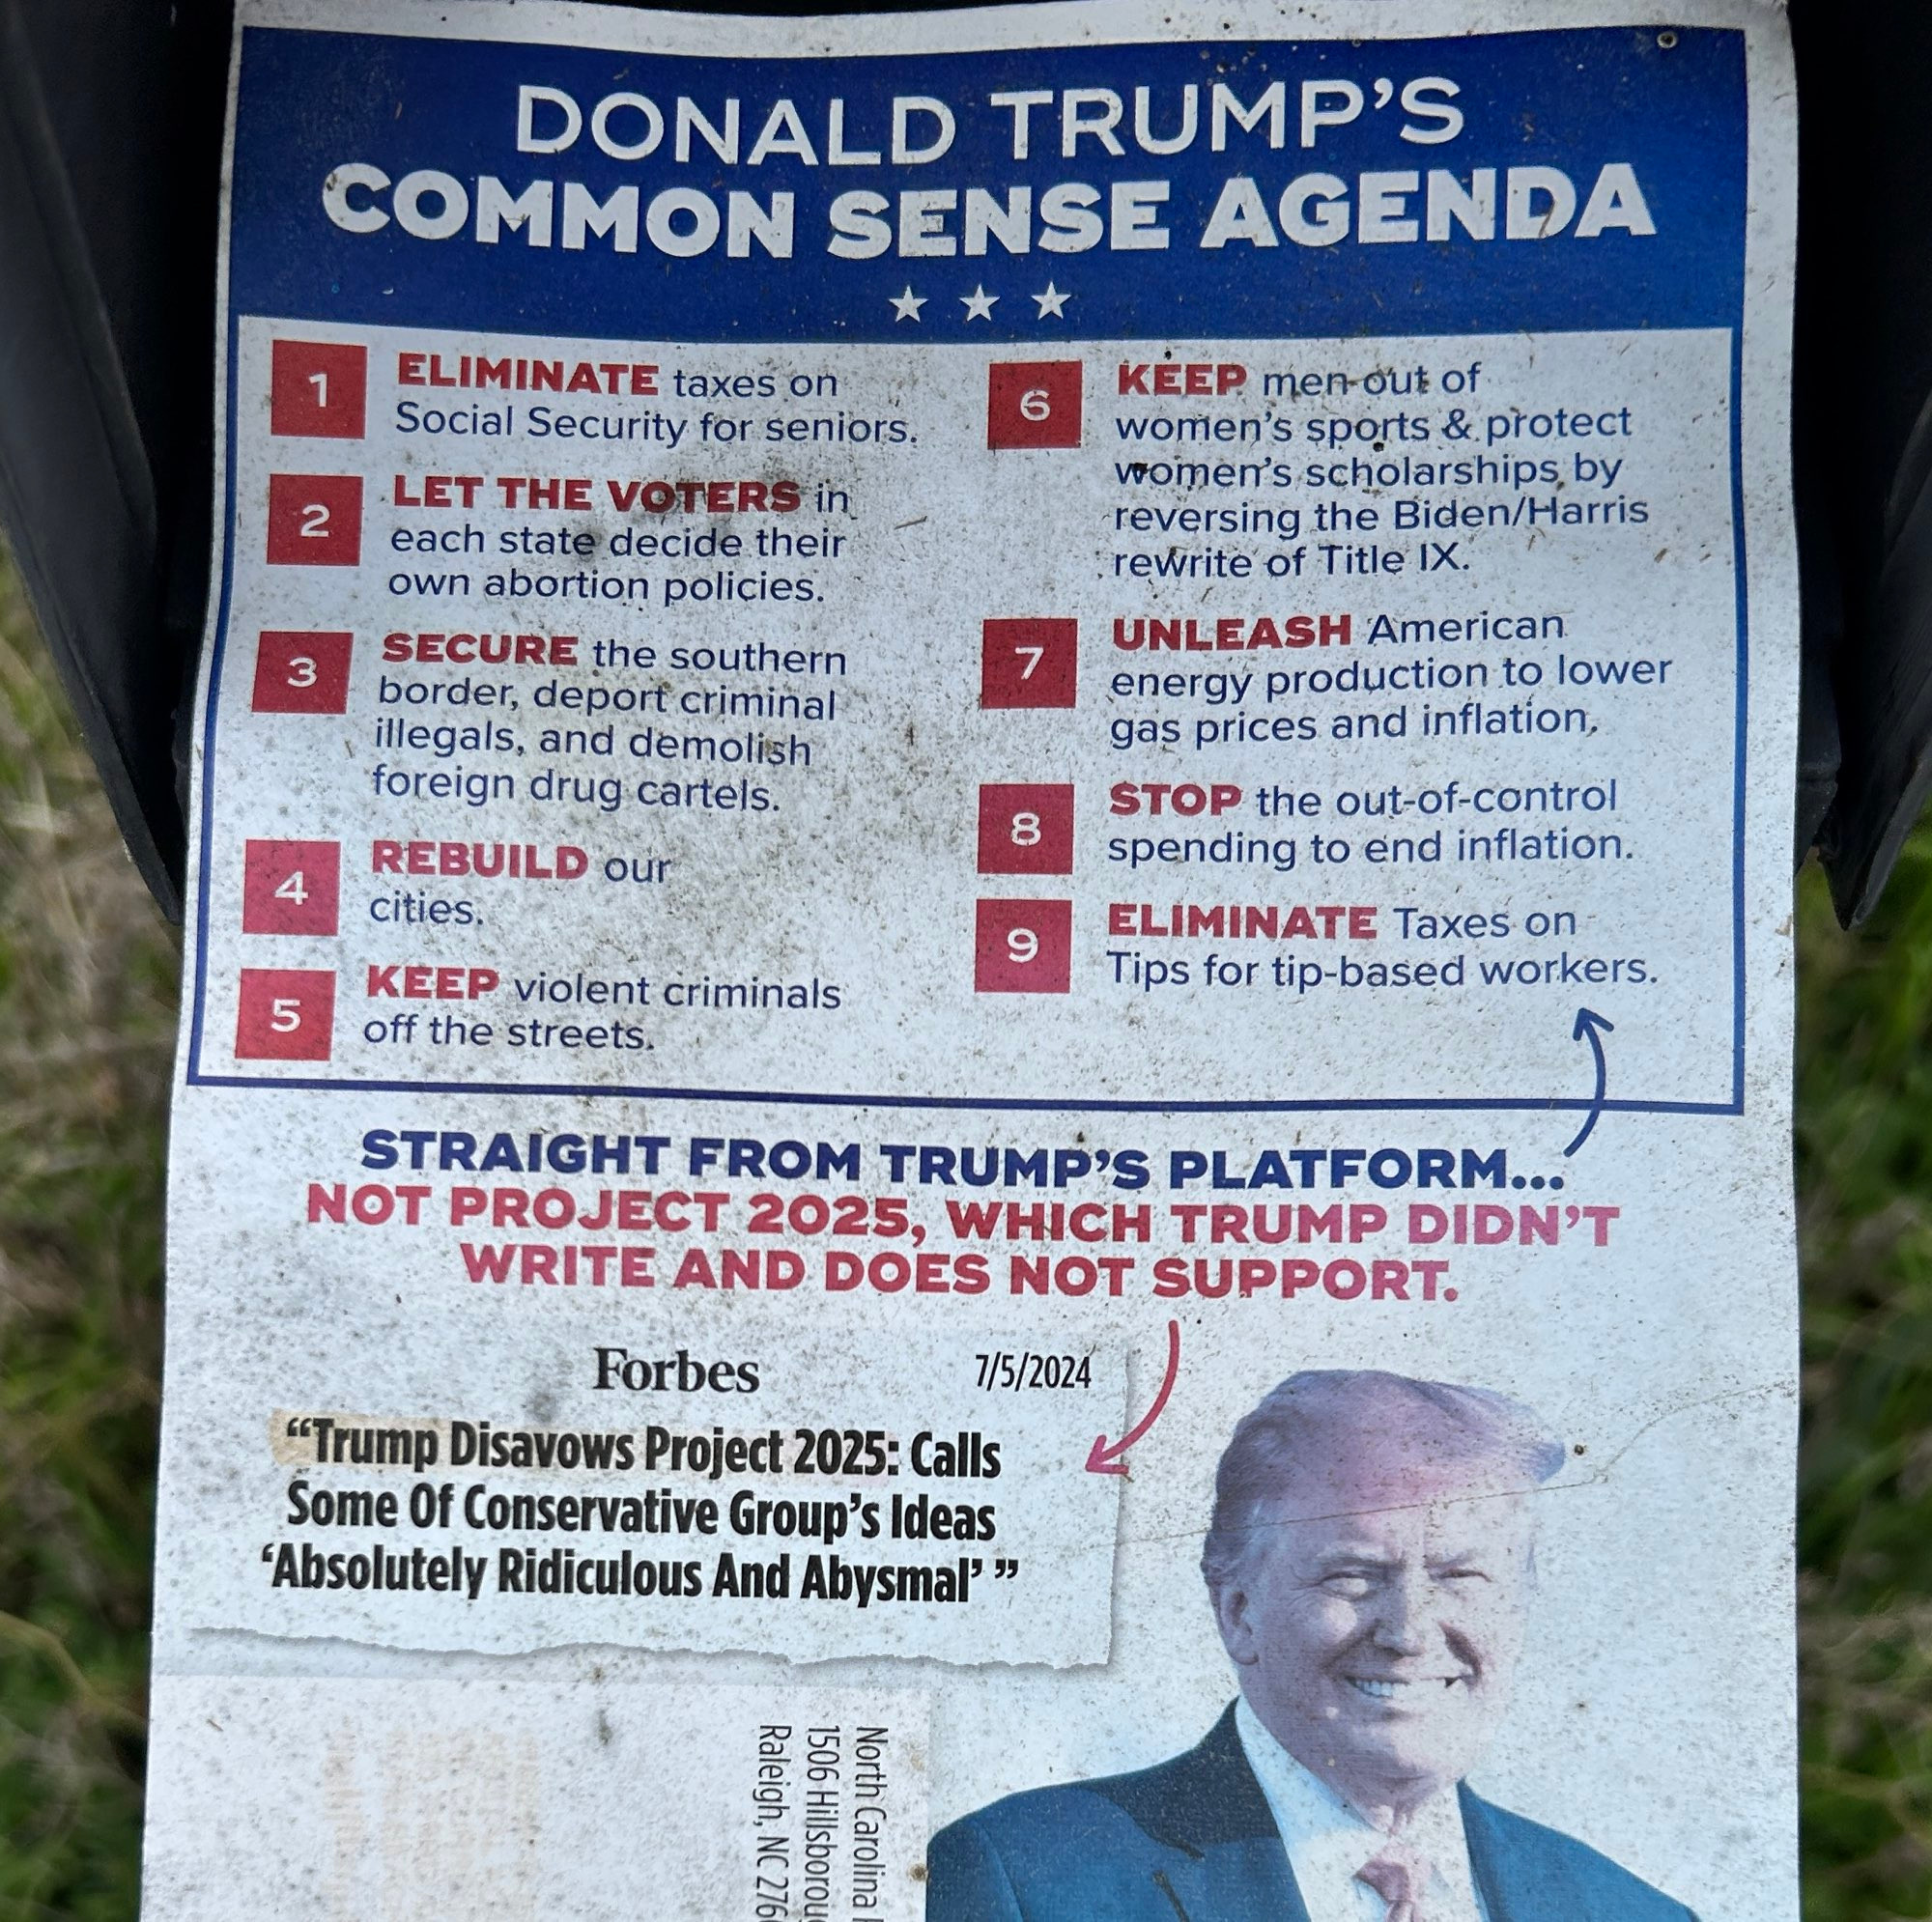 DONALD TRUMP'S
COMMON SENSE AGENDA
1
ELIMINATE taxes on
Social Security for seniors.
2
LET THE VOTERS in
each state decide their
own abortion policies.
3
SECURE the southern
border, deport criminal
illegals, and demolish
foreign drug cartels.
4
REBUILD our
cities.
5
KEEP violent criminals
off the streets.
6
KEEP men out of
women's sports & protect
women's scholarships by
reversing the Biden/Harris
rewrite of Title IX.
7
UNLEASH American
energy production to lower
gas prices and inflation.
8
STOP the out-of-control
spending to end inflation.
9
ELIMINATE Taxes on
Tips for tip-based workers.
STRAIGHT FROM TRUMP'S PLATFORM...
NOT PROJECT 2025, WHICH TRUMP DIDN'T
WRITE AND DOES NOT SUPPORT.
Forbes
7/5/2024
"Trump Disavows Project 2025: Calls
Some Of Conservative Group's Ideas
'Absolutely Ridiculous And Abysmal' "
North Carolina
1506
Raleigh, NC